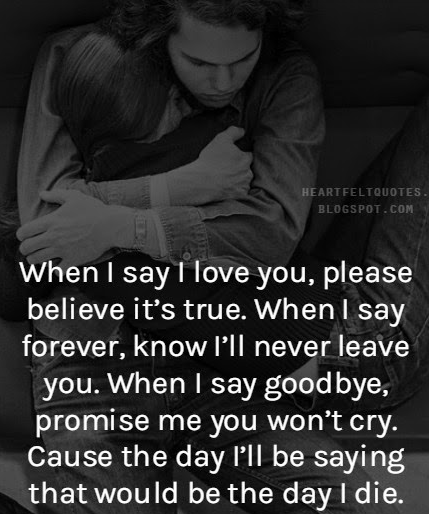 HEARTFELTQUOTES.
BLOGSPOT.COM
When I say I love you, please
believe it's true. When I say
forever, know I'll never leave
you. When I say goodbye,
promise me you won't cry.
Cause the day I'll be saying
that would be the day I die.